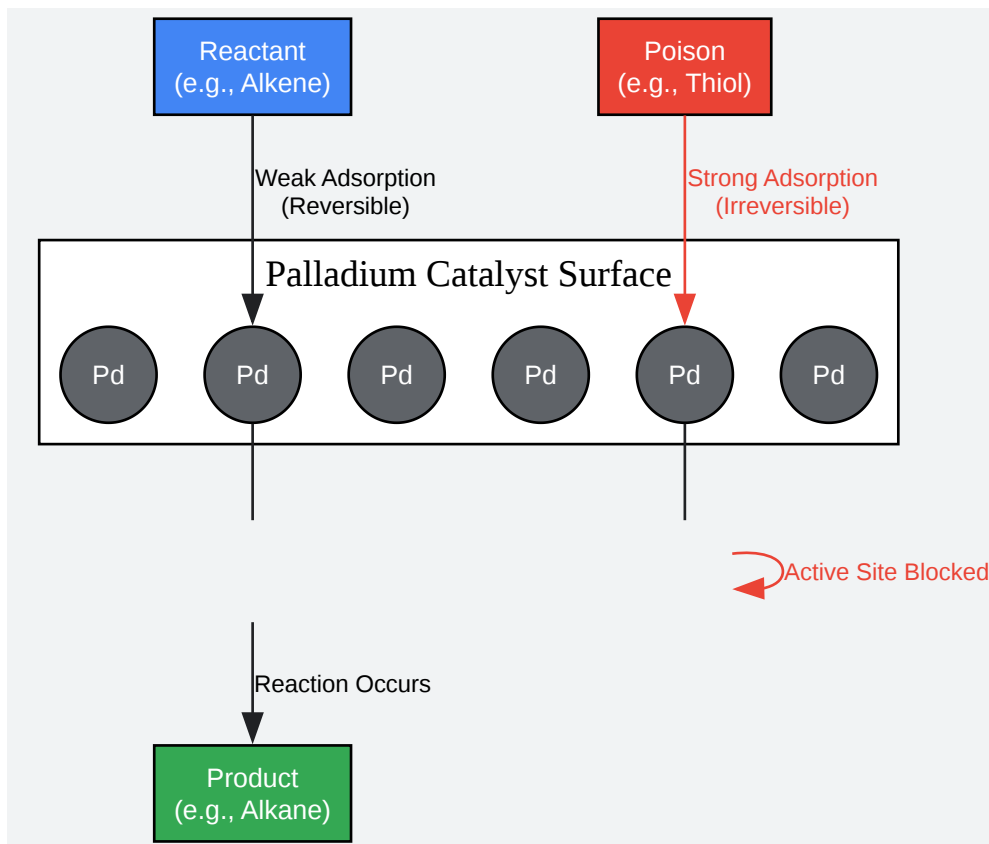 Reactant
(e.g., Alkene)
Poison
(e.g., Thiol)
Weak Adsorption
(Reversible)
Strong Adsorption
(Irreversible)
Palladium Catalyst Surface
Pd
Pd
Pd
Pd
Pd
Pd
Active Site Blocked
Reaction Occurs
Product
(e.g., Alkane)